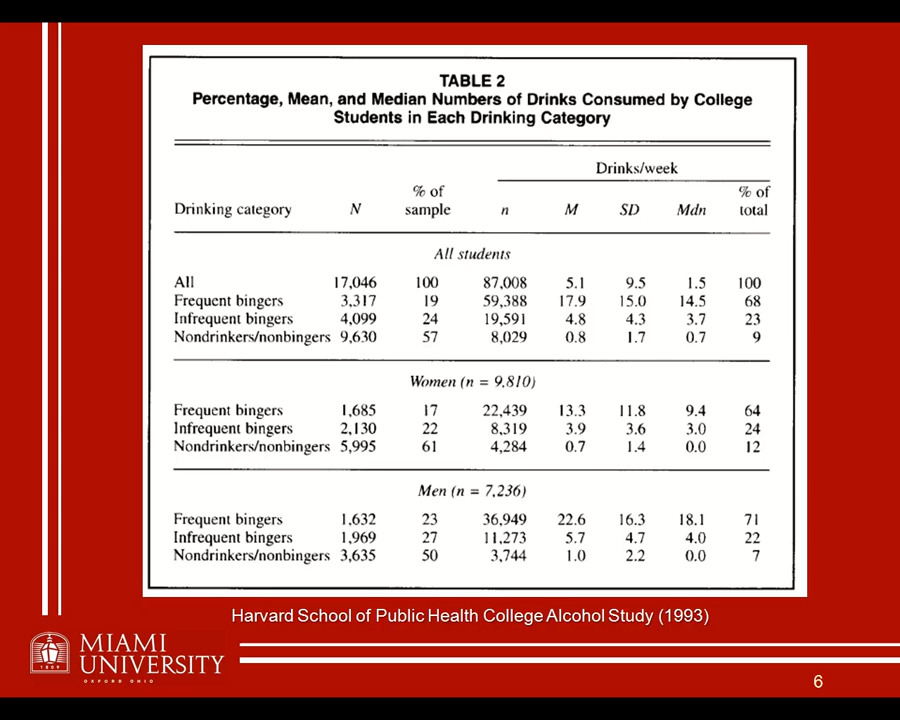 TABLE 2
Percentage, Mean, and Median Numbers of Drinks Consumed by College
Students in Each Drinking Category
Drinks/week
% of % of
Drinking category N sample n M SD Mdn total
All students
All 17,046 100 87,008 5.1 9.5 1.5 100
Frequent bingers 3,317 19 59,388 17.9 15.0 14.5 68
Infrequent bingers 4,099 24 19,591 4.8 4.3 3.7 23
Nondrinkers/nonbingers 9,630 57 8,029 0.8 1.7 0.7 9
Women (n = 9,810)
Frequent bingers 1,685 17 22,439 13.3 11.8 9.4 64
Infrequent bingers 2,130 22 8,319 3.9 3.6 3.0 24
Nondrinkers/nonbingers 5,995 61 4,284 0.7 1.4 0.0 12
Men (n = 7,236)
Frequent bingers 1,632 23 36,949 22.6 16.3 18.1 71
Infrequent bingers 1,969 27 11,273 5.7 4.7 4.0 22
Nondrinkers/nonbingers 3,635 50 3,744 1.0 2.2 0.0 7
Harvard School of Public Health College Alcohol Study (1993)
1809
MIAMI
UNIVERSITY
OXFORD OHIO
6